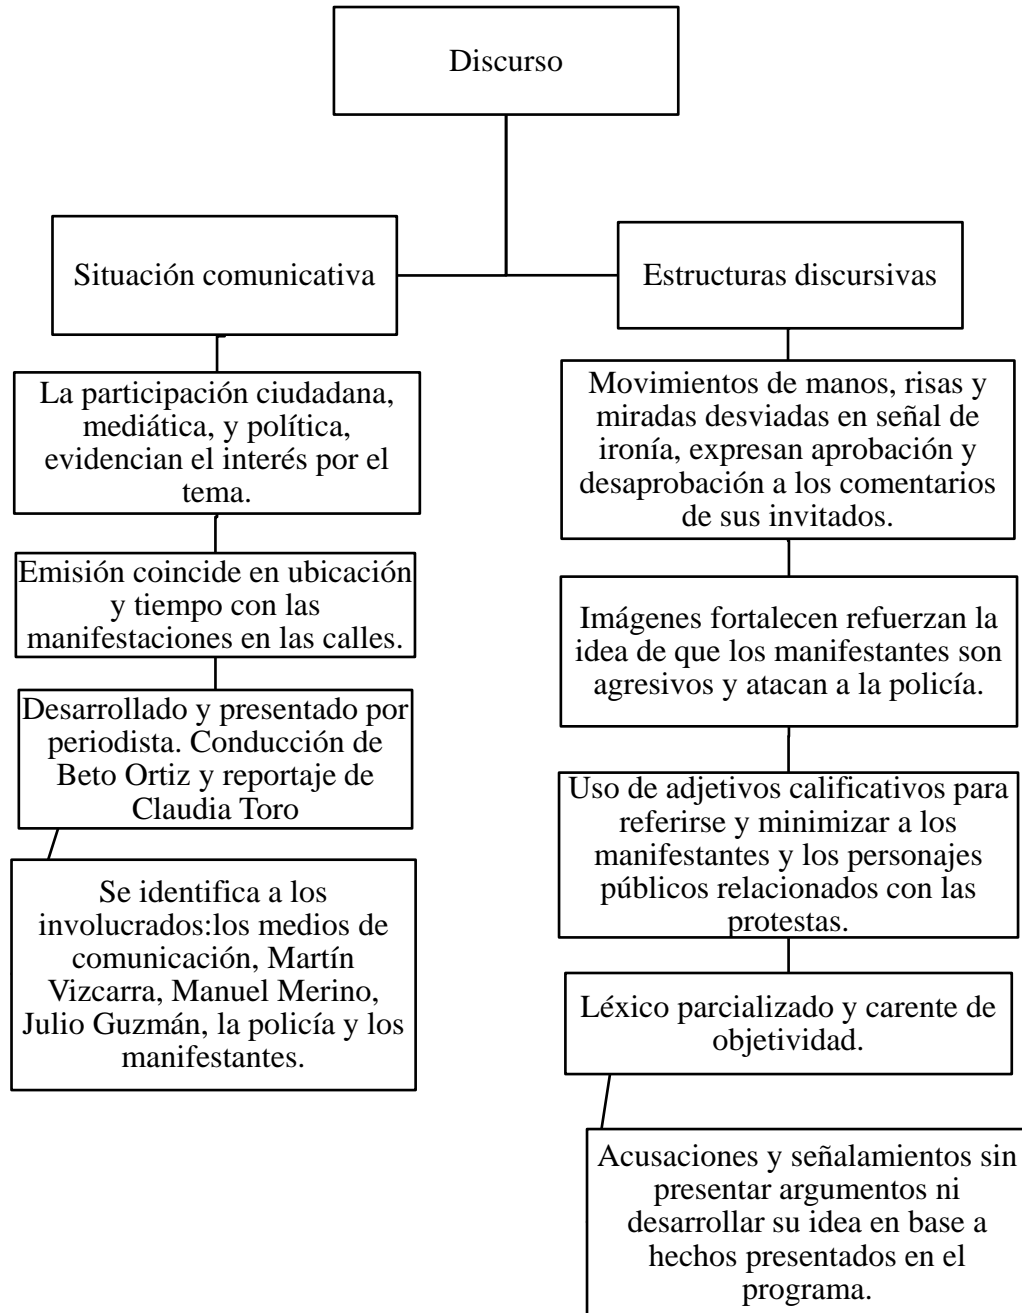 Discurso
Situación comunicativa
La participación ciudadana,
mediática, y política,
evidencian el interés por el
tema.
Emisión coincide en ubicación
y tiempo con las
manifestaciones en las calles.
Desarrollado y presentado por
periodista. Conducción de
Beto Ortiz y reportaje de
Claudia Toro
Se identifica a los
involucrados:los medios de
comunicación, Martín
Vizcarra, Manuel Merino,
Julio Guzmán, la policía y los
manifestantes.
Estructuras discursivas
Movimientos de manos, risas y
miradas desviadas en señal de
ironía, expresan aprobación y
desaprobación a los comentarios
de sus invitados.
Imágenes fortalecen refuerzan la
idea de que los manifestantes son
agresivos y atacan a la policía.
Uso de adjetivos calificativos para
referirse y minimizar a los
manifestantes y los personajes
públicos relacionados con las
protestas.
Léxico parcializado y carente de
objetividad.
Acusaciones y señalamientos sin
presentar argumentos ni
desarrollar su idea en base a
hechos presentados en el
programa.